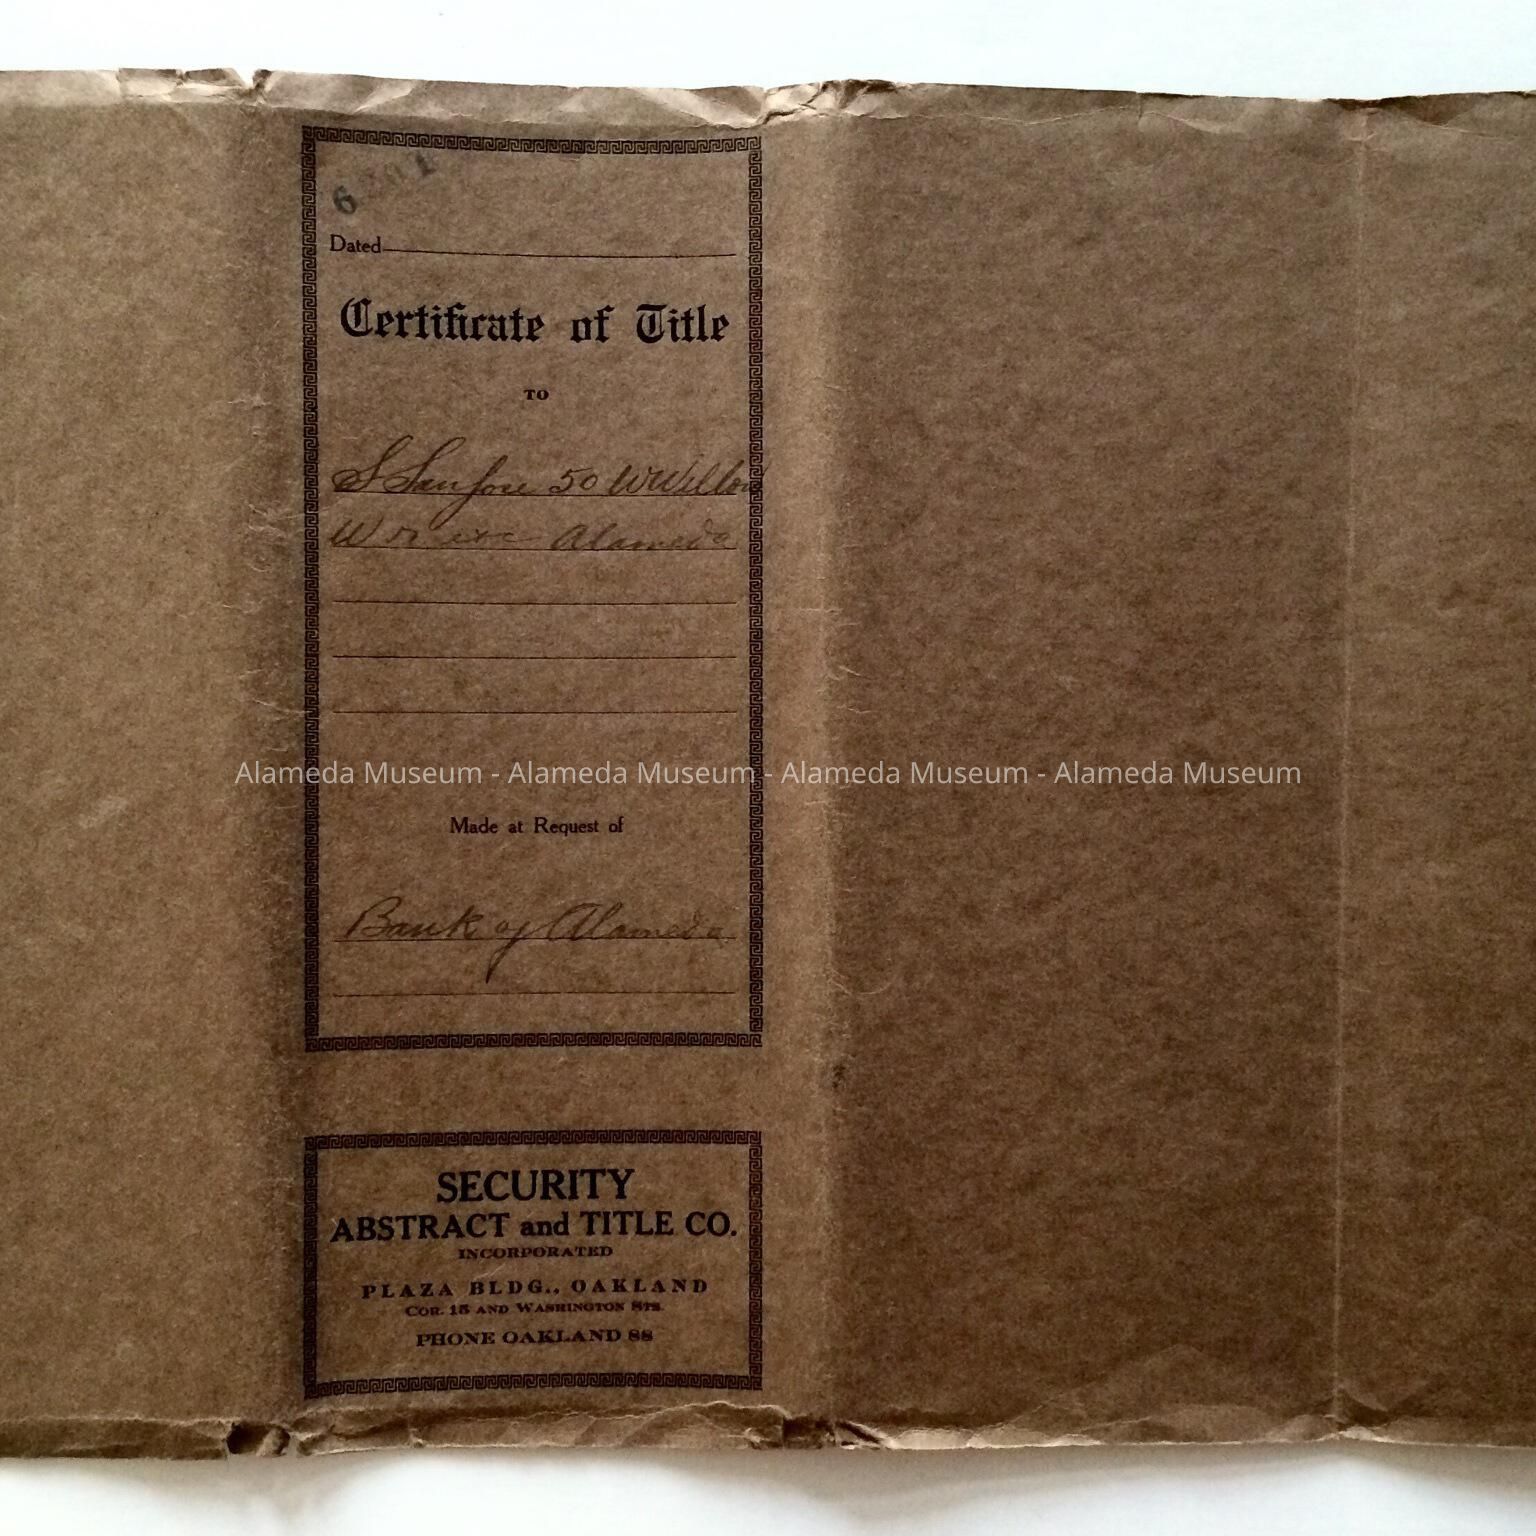 Dated
Certificate of Title
TO
S San Jose 50 W Willow
W Alameda
Alameda Museum - Alameda Museum - Alameda Museum - Alameda Museum
Made at Request of
Bank of Alameda
SECURITY
ABSTRACT and TITLE CO.
INCORPORATED
PLAZA BLDG., OAKLAND
COR. 15 AND WASHINGTON STS.
PHONE OAKLAND 88